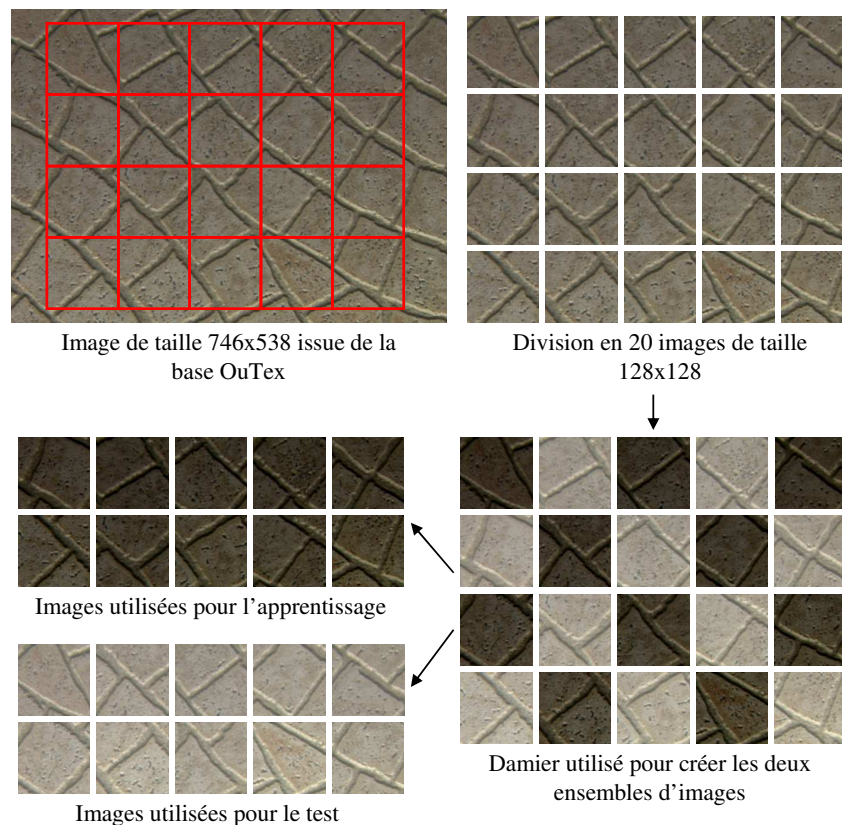 Image de taille 746x538 issue de la
base OuTex
Division en 20 images de taille
128x128
Images utilisées pour l'apprentissage
Images utilisées pour le test
Damier utilisé pour créer les deux
ensembles d'images